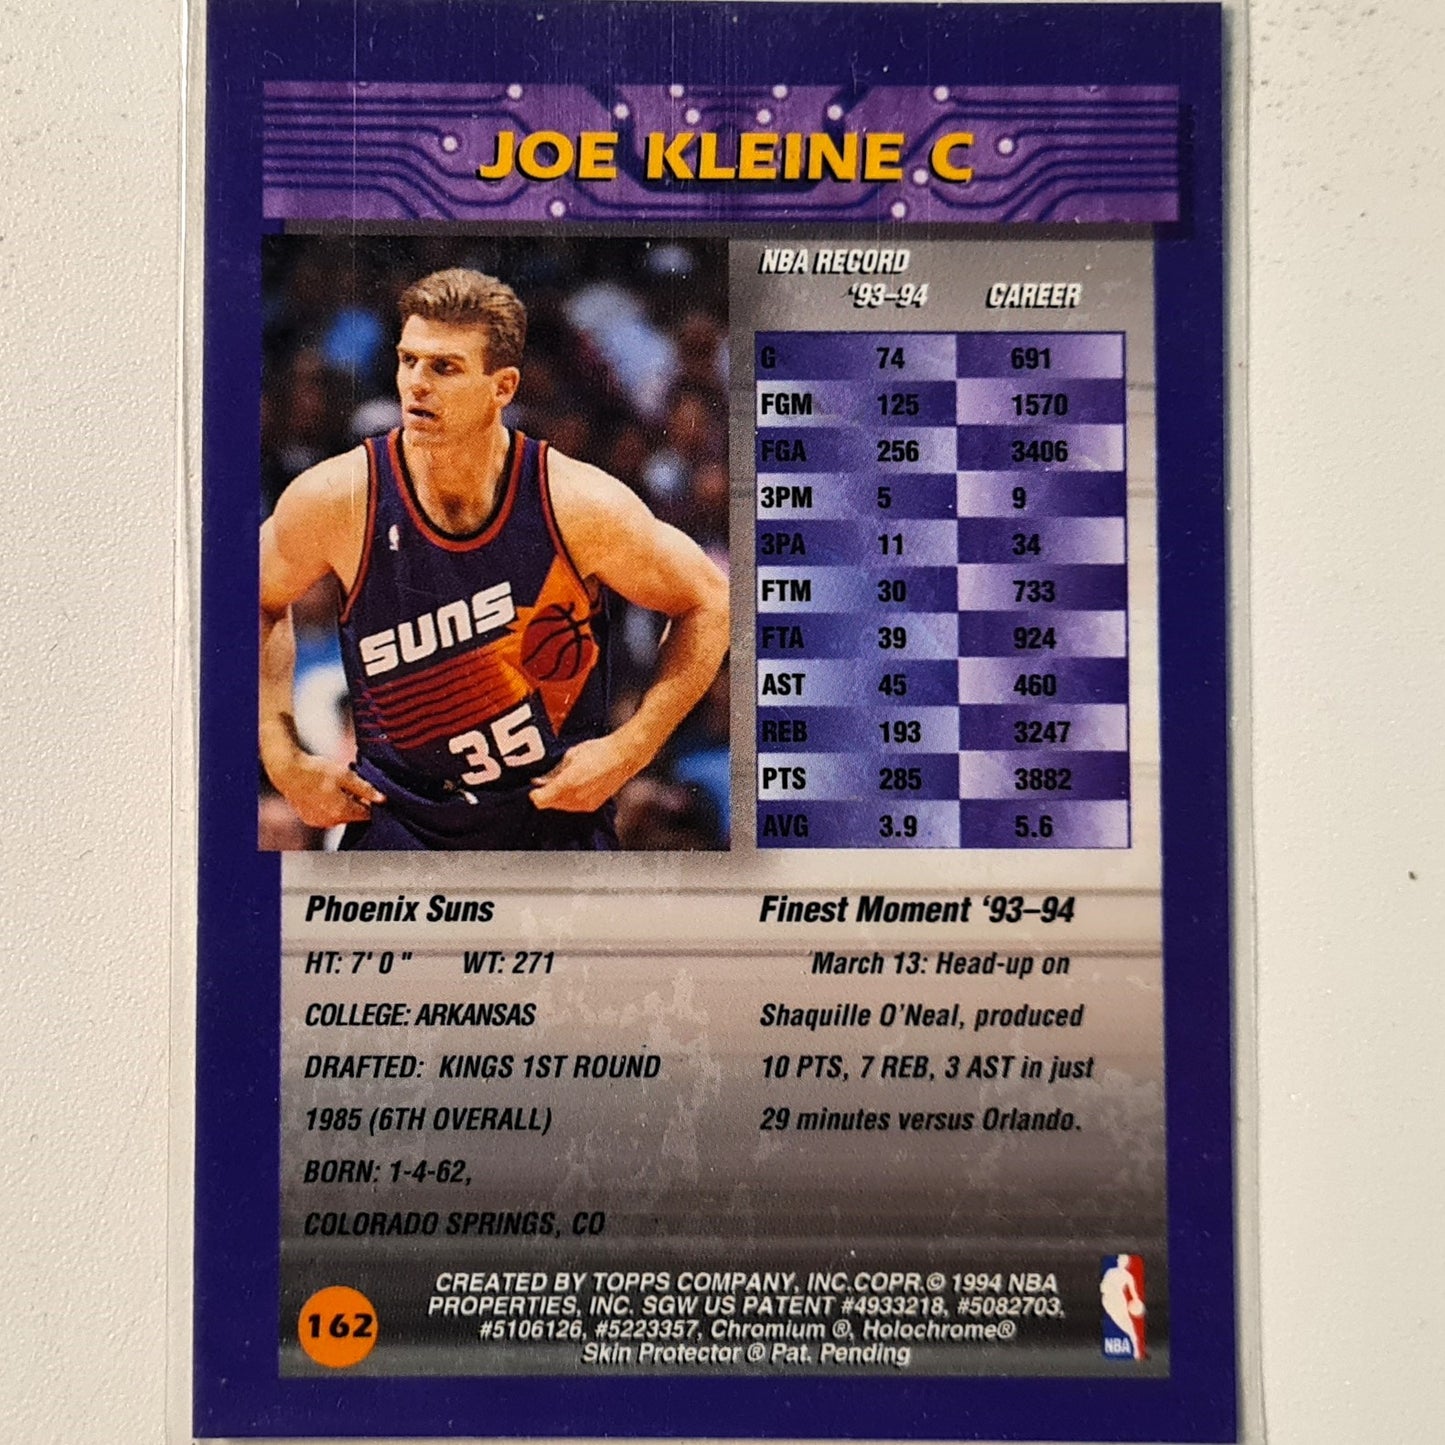 JOE KLEINE C
NBA RECORD
'93–94 CAREER
G 74 691
FGM 125 1570
FGA 256 3406
3PM 5 9
3PA 11 34
FTM 30 733
FTA 39 924
AST 45 460
REB 193 3247
PTS 285 3882
AVG 3.9 5.6
SUNS
35
Phoenix Suns
HT: 7' 0" WT: 271
COLLEGE: ARKANSAS
DRAFTED: KINGS 1ST ROUND
1985 (6TH OVERALL)
BORN: 1-4-62,
COLORADO SPRINGS, CO
Finest Moment '93–94
March 13: Head-up on
Shaquille O'Neal, produced
10 PTS, 7 REB, 3 AST in just
29 minutes versus Orlando.
162
CREATED BY TOPPS COMPANY, INC.COPR.© 1994 NBA
PROPERTIES, INC. SGW US PATENT #4933218, #5082703,
#5106126, #5223357, Chromium ®, Holochrome®
Skin Protector ® Pat. Pending
NBA